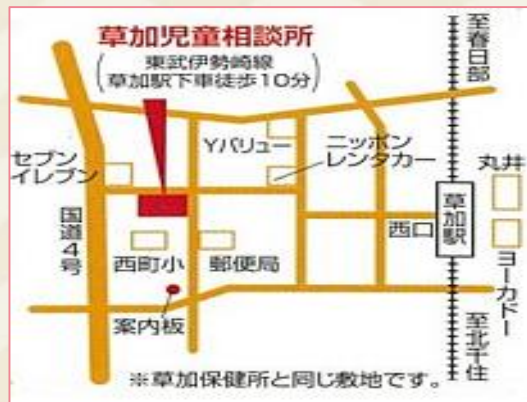 草加児童相談所
東武伊勢崎線
草加駅下車徒歩10分
至春日部
セブン
イレブン
Yバリュー
ニッポン
レンタカー
丸井
草加駅
西口
国道4号
西町小
郵便局
ヨーカドー
案内板
至北千住
※草加保健所と同じ敷地です。